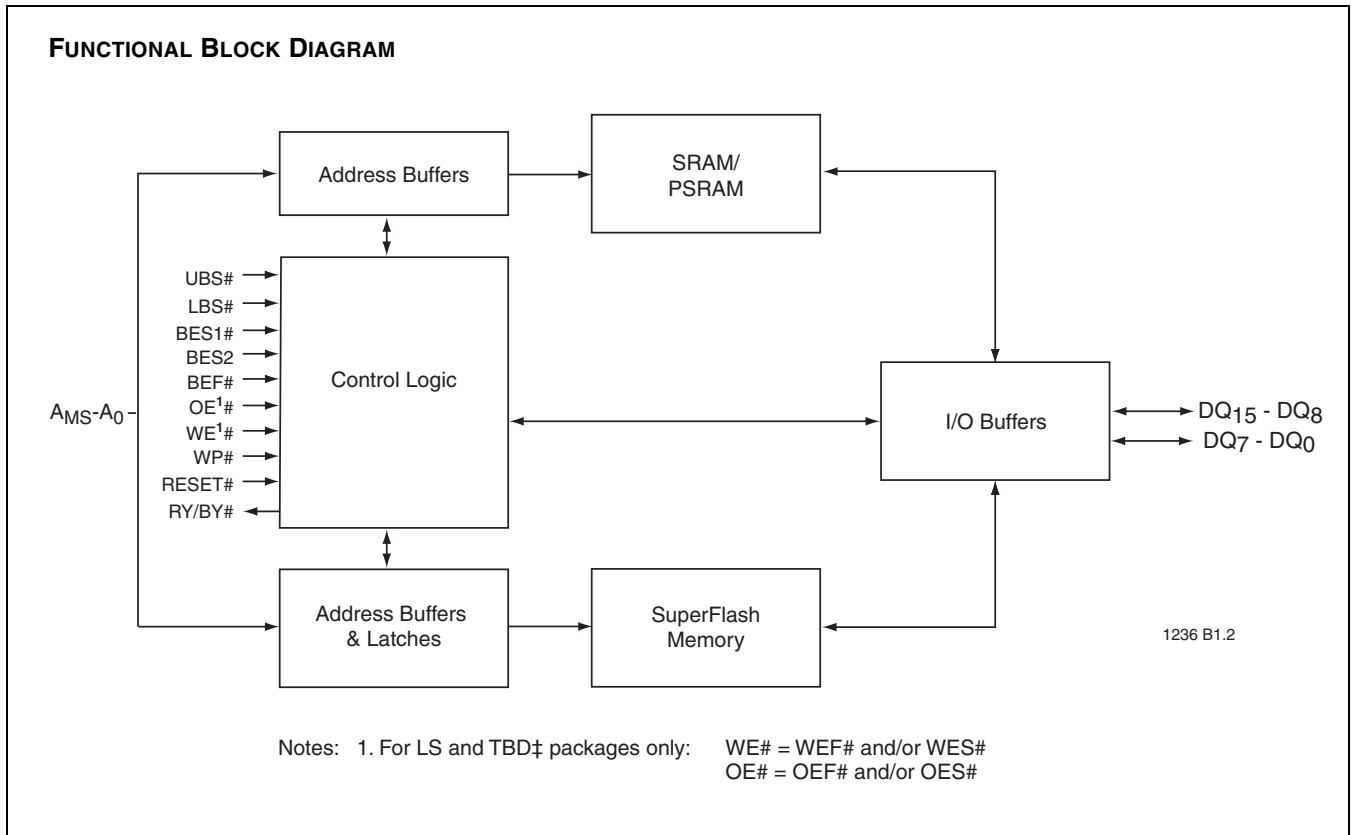 FUNCTIONAL BLOCK DIAGRAM
Address Buffers
SRAM/
PSRAM
UBS#
LBS#
BES1#
BES2
BEF#
OE¹#
WE¹#
WP#
RESET#
RY/BY#
Control Logic
AMS-A0
I/O Buffers
DQ15 - DQ8
DQ7 - DQ0
Address Buffers
& Latches
SuperFlash
Memory
1236 B1.2
Notes: 1. For LS and TBD‡ packages only: WE# = WEF# and/or WES#
OE# = OEF# and/or OES#